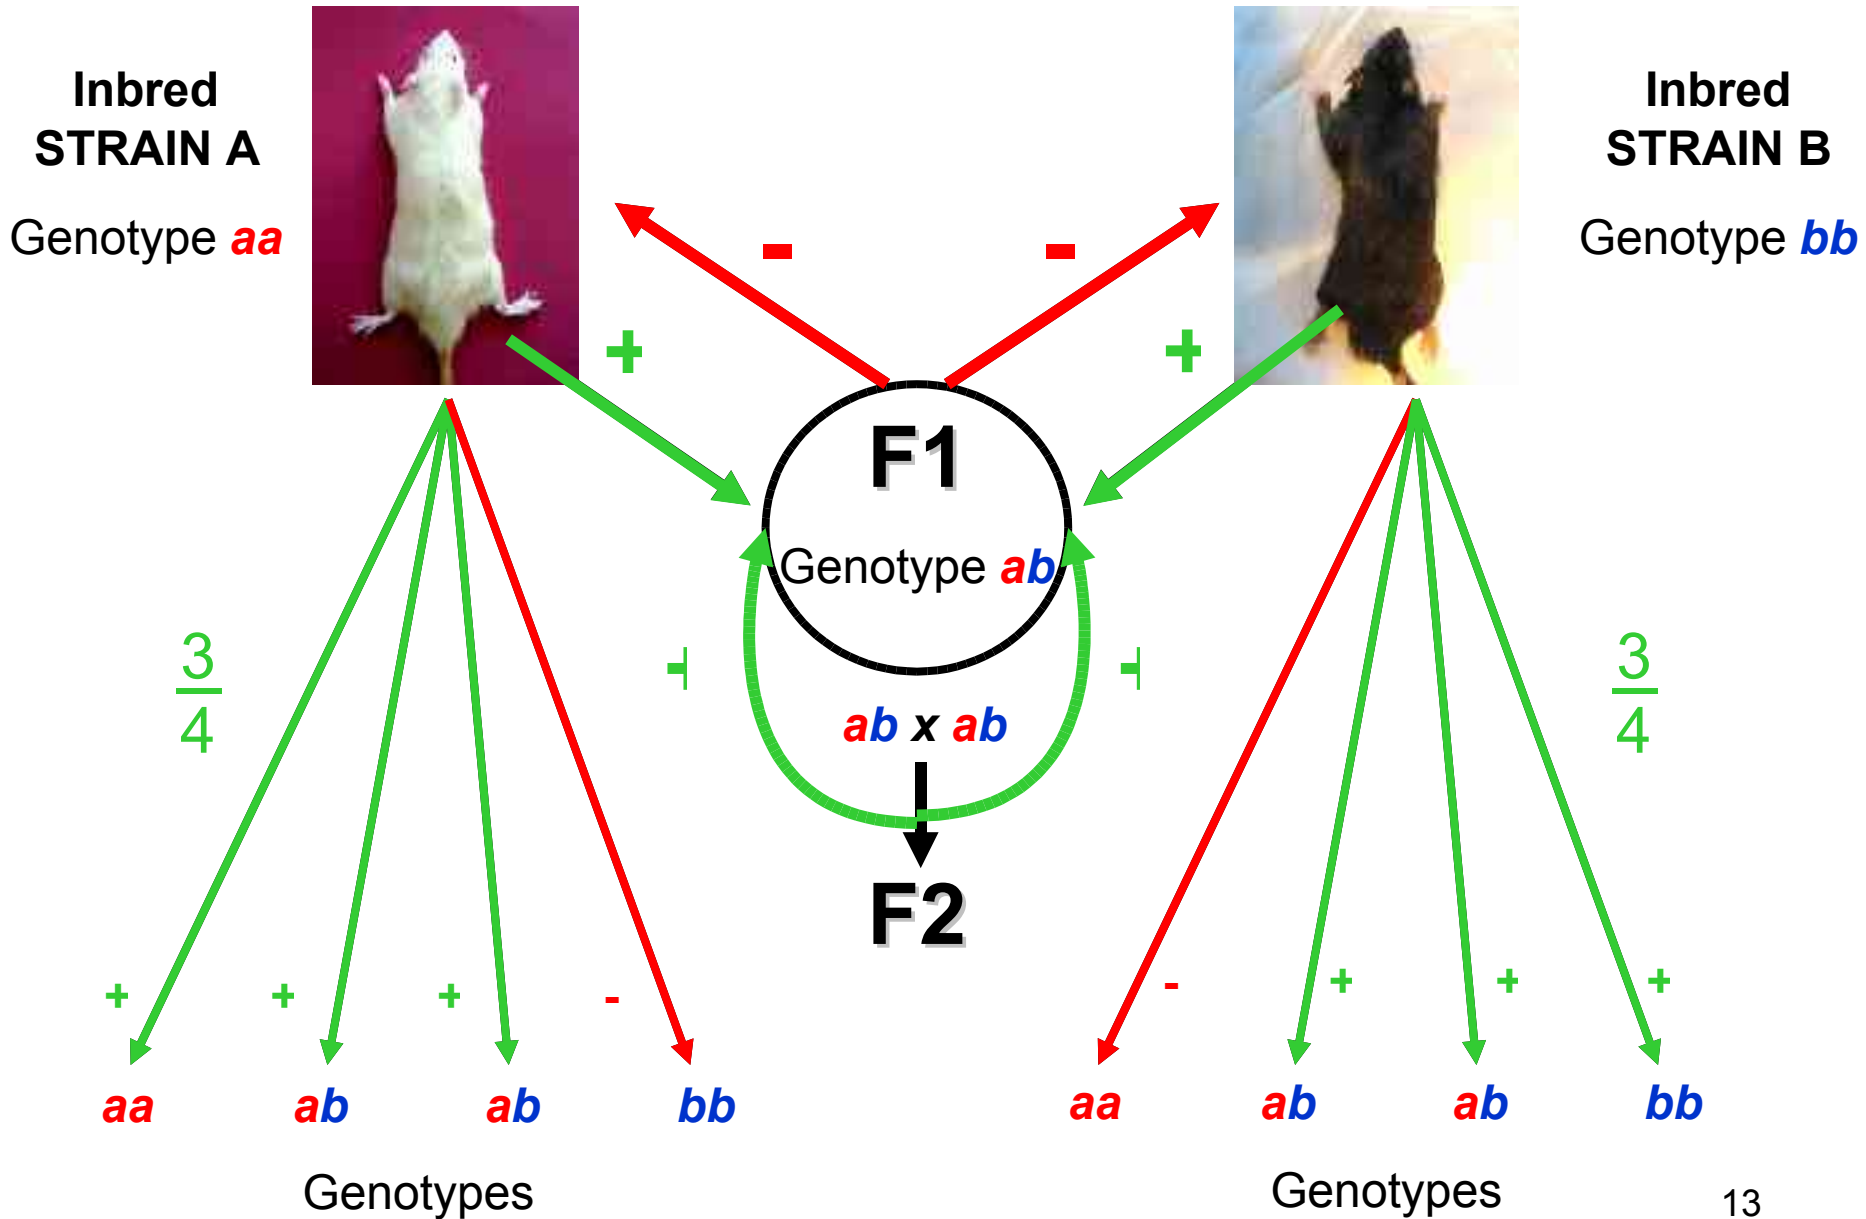 Inbred
STRAIN A
Genotype aa
Inbred
STRAIN B
Genotype bb
-
-
+
+
F1
Genotype ab
3
4
+
+
3
4
ab x ab
F2
+
+
+
-
-
+
+
+
aa
ab
ab
bb
aa
ab
ab
bb
Genotypes
Genotypes
13